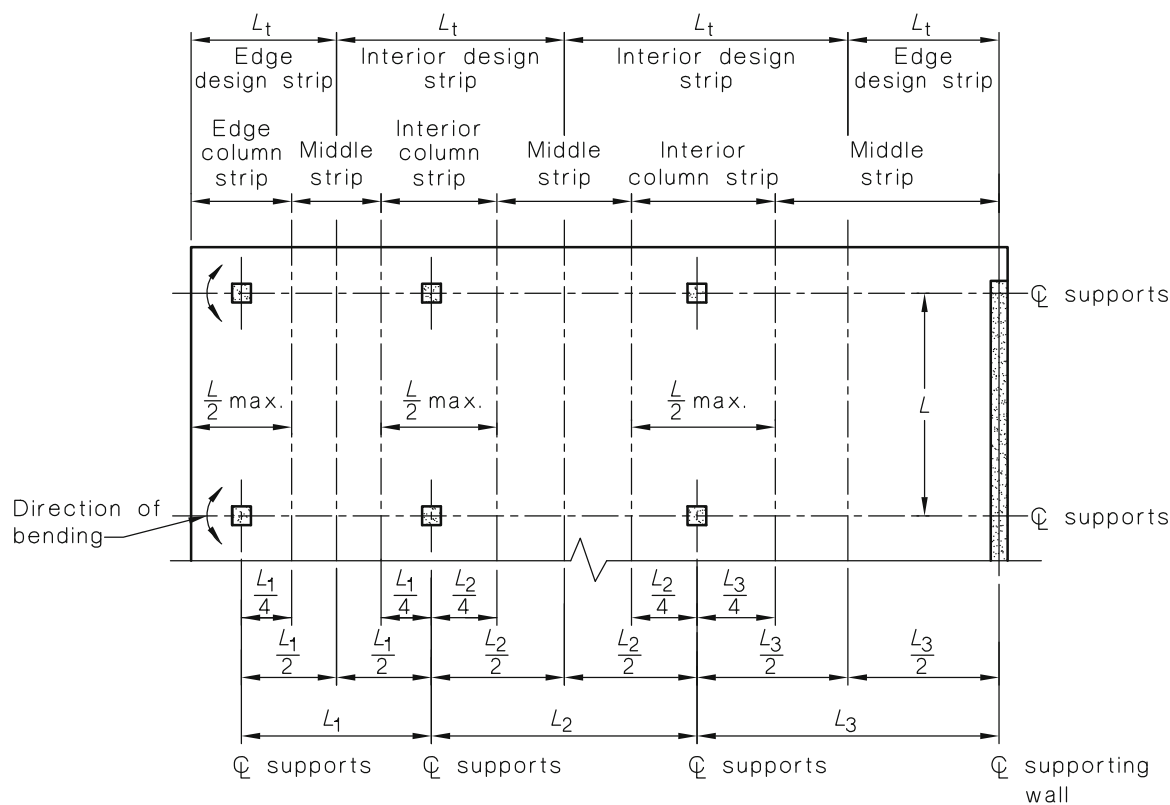 Lt Lt Lt Lt
Edge design strip
Interior design strip
Interior design strip
Edge design strip
Edge column strip
Middle strip
Interior column strip
Middle strip
Interior column strip
Middle strip
℄ supports
L/2 max.
L/2 max.
L/2 max.
L
Direction of bending
℄ supports
L1/4 L1/4 L2/4 L2/4 L3/4
L1/2 L1/2 L2/2 L2/2 L3/2 L3/2
L1 L2 L3
℄ supports
℄ supports
℄ supports
℄ supporting wall